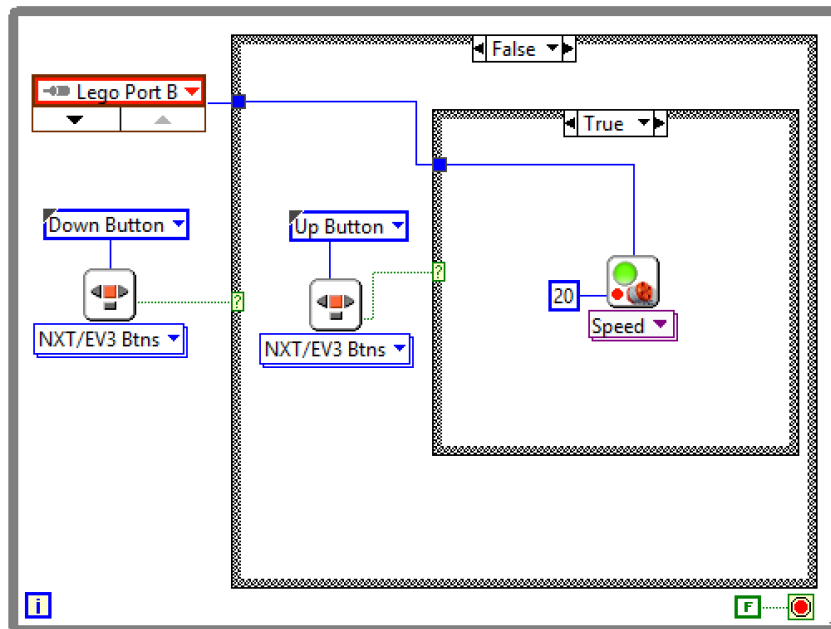 False
Lego Port B
True
Down Button
Up Button
?
?
20
NXT/EV3 Btns
Speed
NXT/EV3 Btns
i
F